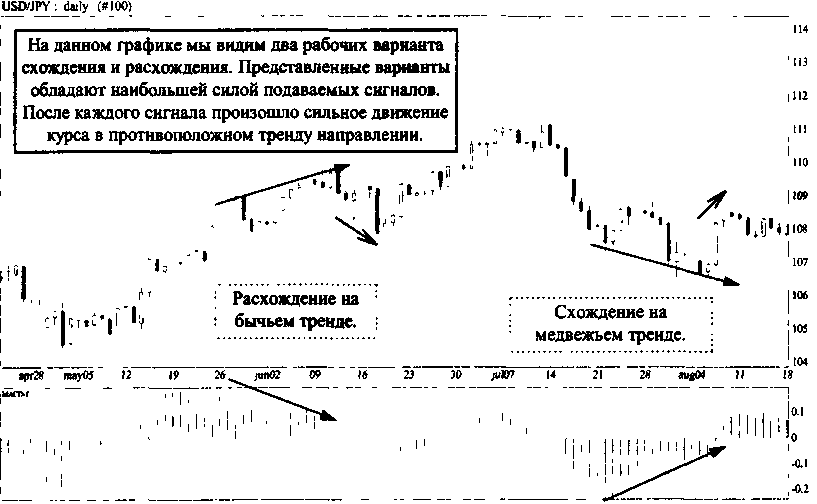 USD/JPY : daily (#100)
На данном графике мы видим два рабочих варианта
схождения и расхождения. Представленные варианты
обладают наибольшей силой подаваемых сигналов.
После каждого сигнала произошло сильное движение
курса в противоположном тренду направлении.
114
113
112
111
110
109
108
107
106
105
104
Расхождение на
бычьем тренде.
Схождение на
медвежьем тренде.
apr28 may05 12 19 26 jun02 09 16 23 30 jul07 14 21 28 aug04 11 18
0.1
0
-0.1
-0.2